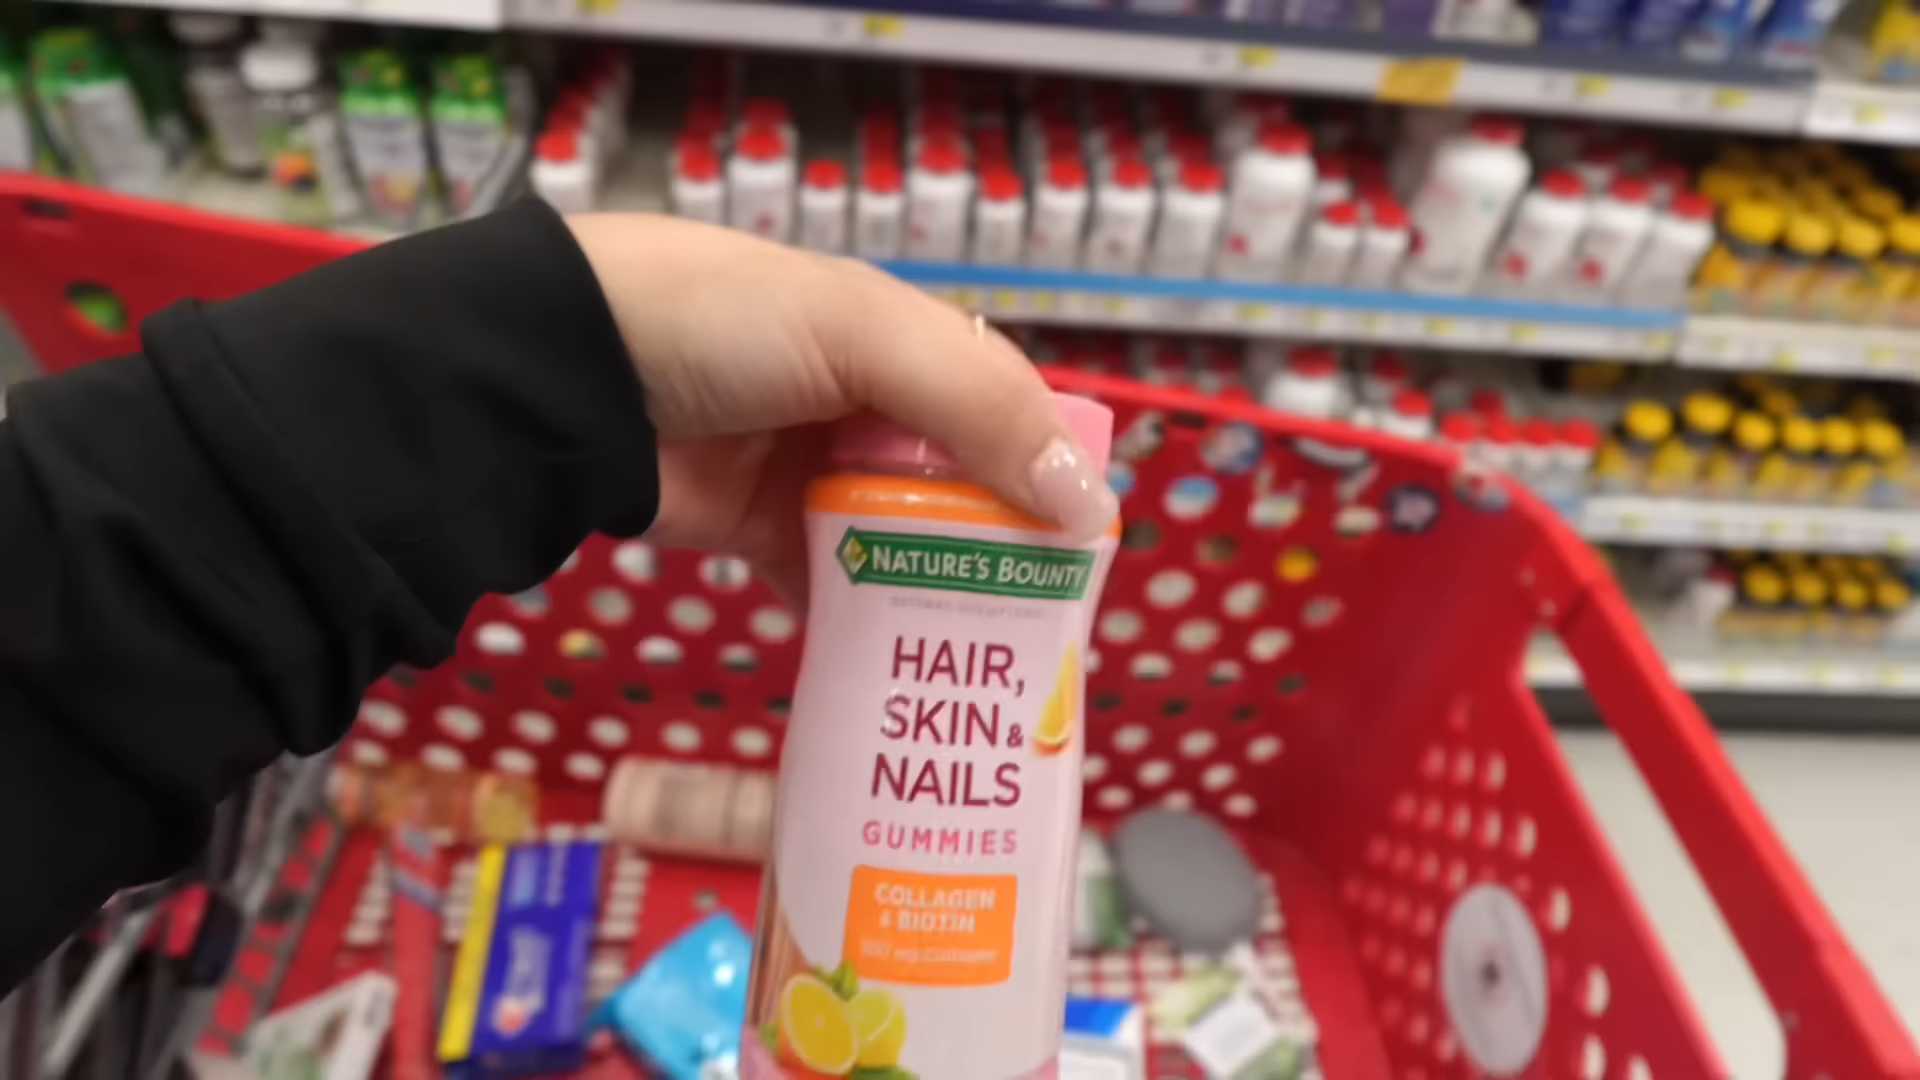 NATURE'S BOUNTY
HAIR,
SKIN &
NAILS
GUMMIES
COLLAGEN
& BIOTIN